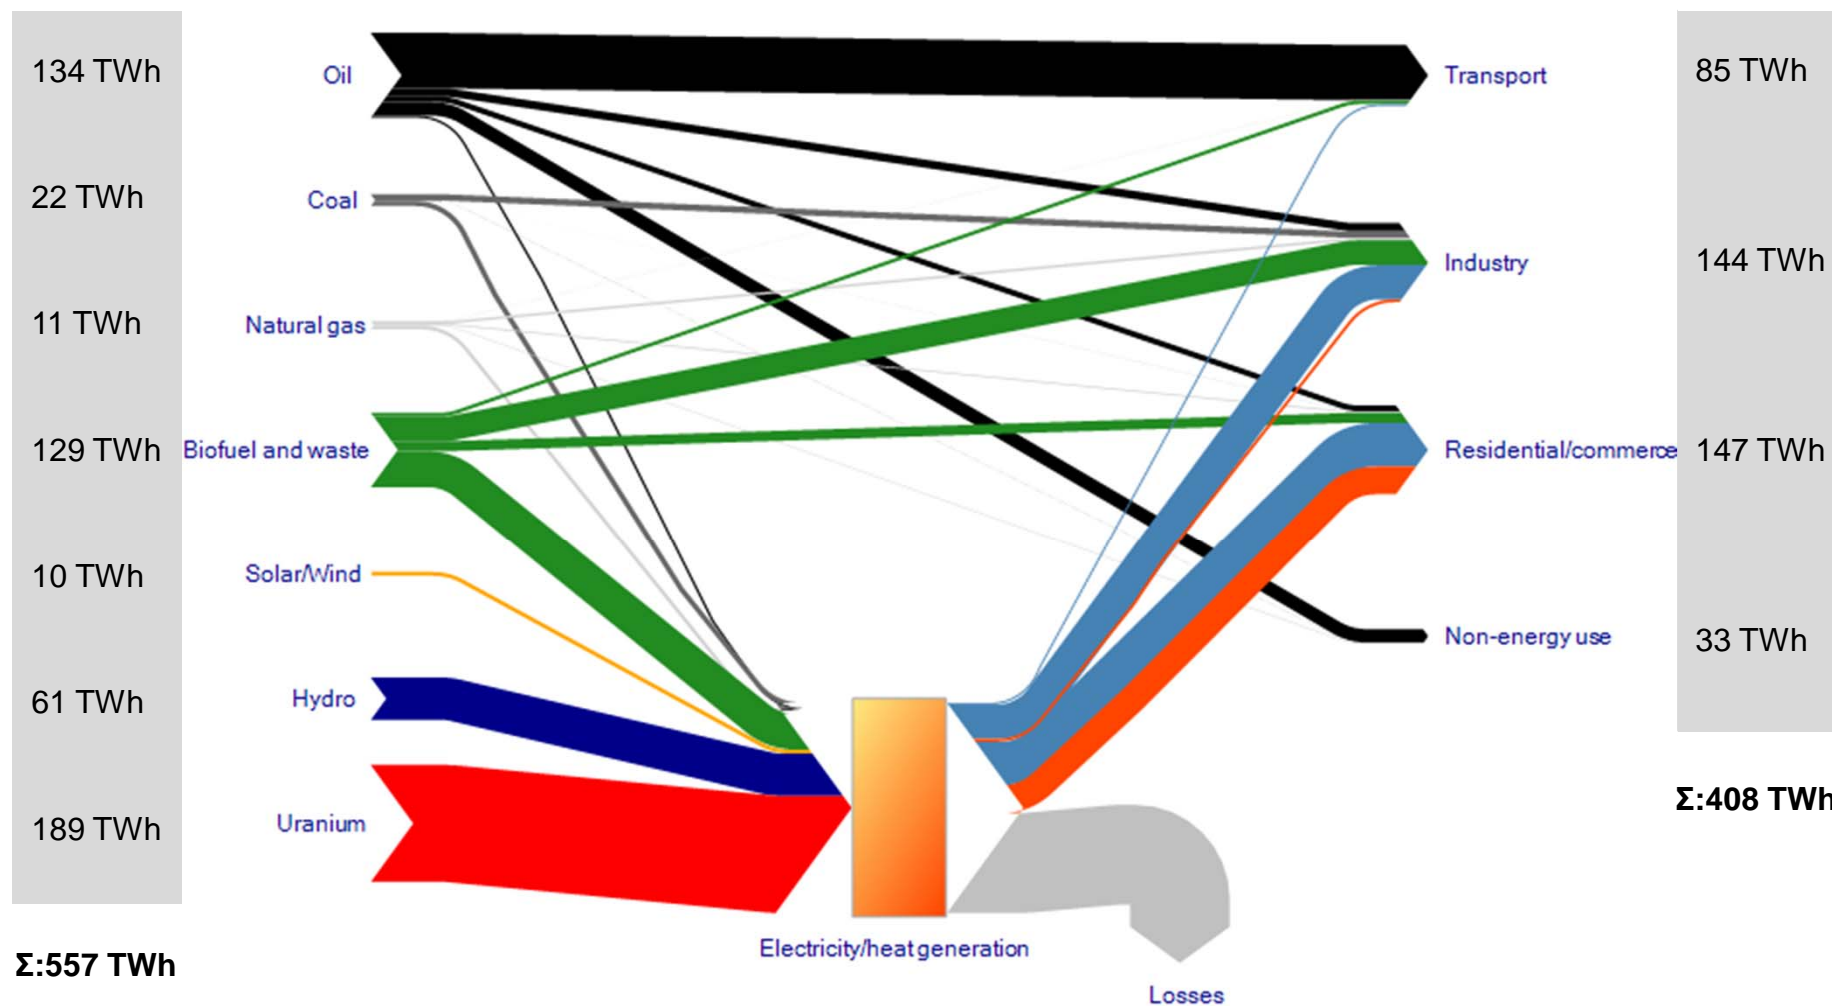 134 TWh
Oil
Transport
85 TWh
22 TWh
Coal
Industry
144 TWh
11 TWh
Natural gas
129 TWh
Biofuel and waste
Residential/commerce
147 TWh
10 TWh
Solar/Wind
Non-energy use
33 TWh
61 TWh
Hydro
189 TWh
Uranium
Σ:408 TWh
Electricity/heat generation
Σ:557 TWh
Losses